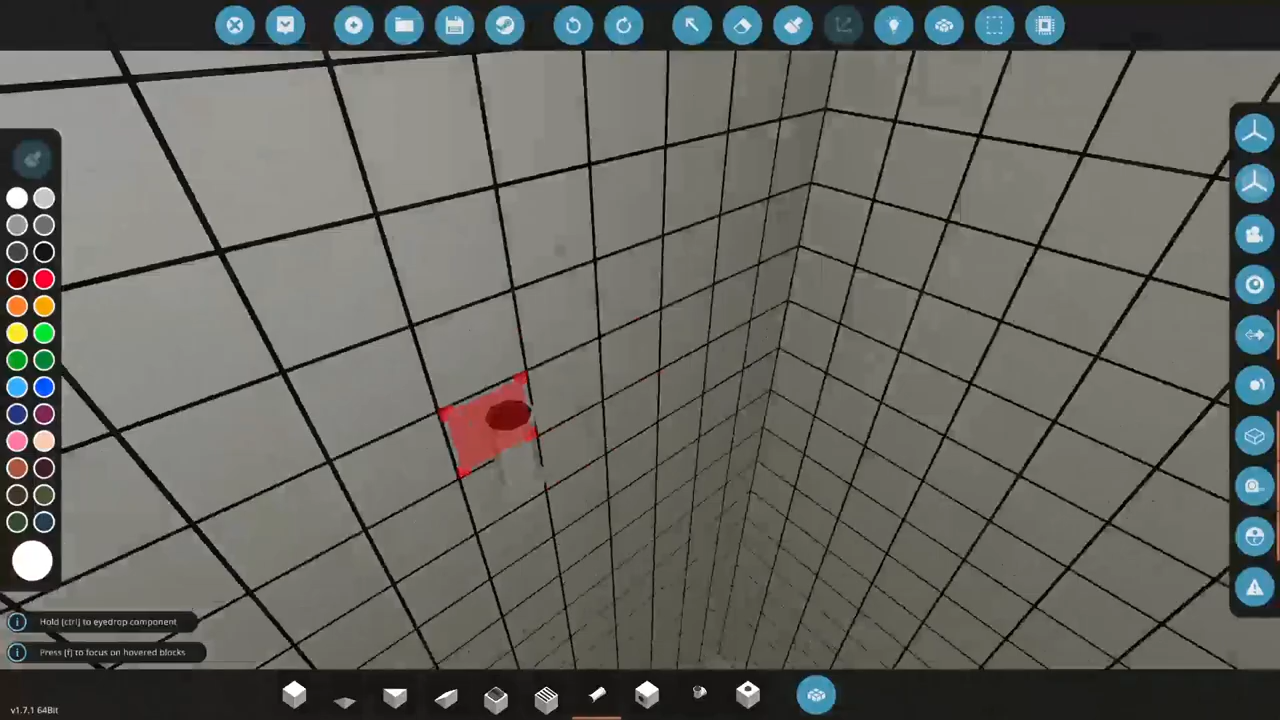 Hold [ctrl] to eyedrop component
Press [f] to focus on hovered blocks
v1.7.1 64Bit